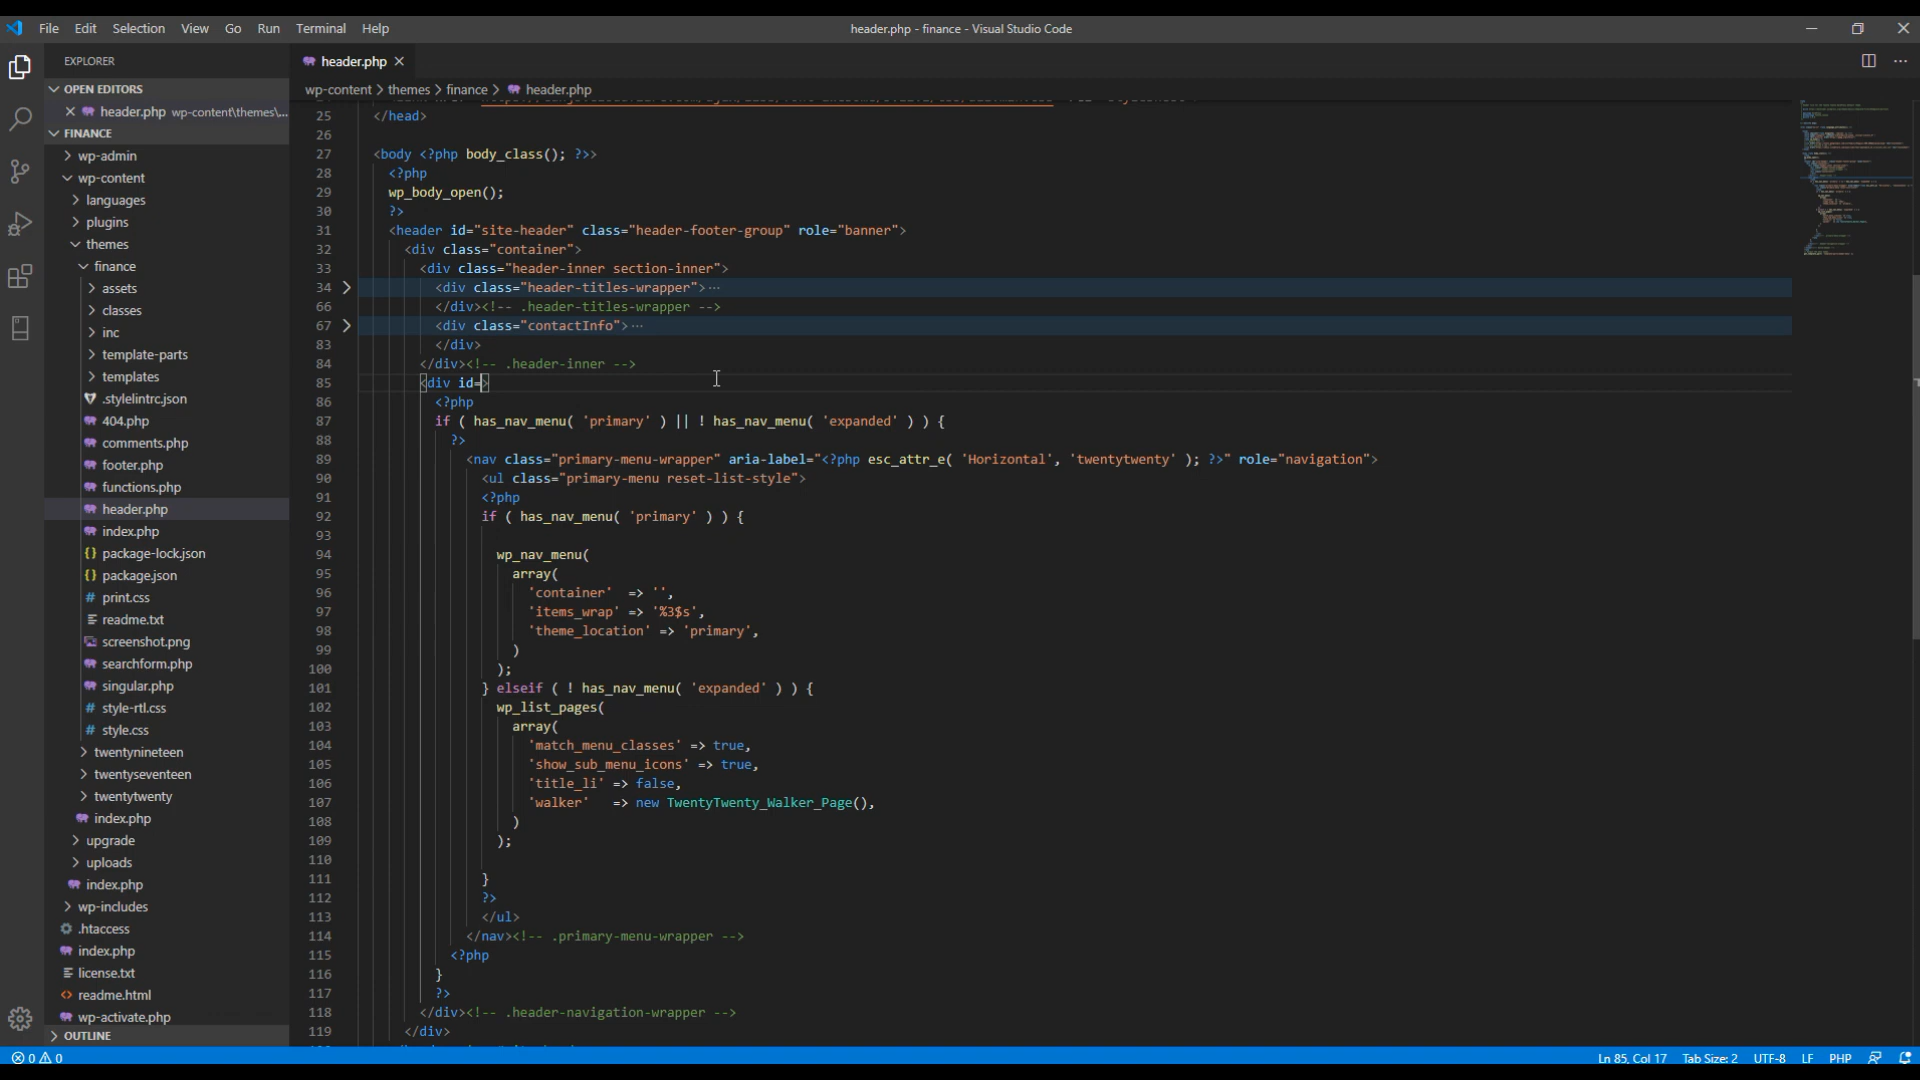 File Edit Selection View Go Run Terminal Help
header.php - finance - Visual Studio Code
EXPLORER
OPEN EDITORS
header.php wp-content\themes\...
FINANCE
wp-admin
wp-content
languages
plugins
themes
finance
assets
classes
inc
template-parts
templates
.stylelintrc.json
404.php
comments.php
footer.php
functions.php
header.php
index.php
package-lock.json
package.json
print.css
readme.txt
screenshot.png
searchform.php
singular.php
style-rtl.css
style.css
twentynineteen
twentyseventeen
twentytwenty
index.php
upgrade
uploads
index.php
wp-includes
.htaccess
index.php
license.txt
readme.html
wp-activate.php
OUTLINE
header.php
wp-content > themes > finance > header.php
25 </head>
26
27 <body <?php body_class(); ?>>
28 <?php
29 wp_body_open();
30 ?>
31 <header id="site-header" class="header-footer-group" role="banner">
32 <div class="container">
33 <div class="header-inner section-inner">
34 <div class="header-titles-wrapper">···
66 </div><!-- .header-titles-wrapper -->
67 <div class="contactInfo">···
83 </div>
84 </div><!-- .header-inner -->
85 <div id=>
86 <?php
87 if ( has_nav_menu( 'primary' ) || ! has_nav_menu( 'expanded' ) ) {
88 ?>
89 <nav class="primary-menu-wrapper" aria-label="<?php esc_attr_e( 'Horizontal', 'twentytwenty' ); ?>" role="navigation">
90 <ul class="primary-menu reset-list-style">
91 <?php
92 if ( has_nav_menu( 'primary' ) ) {
93
94 wp_nav_menu(
95 array(
96 'container' => '',
97 'items_wrap' => '%3$s',
98 'theme_location' => 'primary',
99 )
100 );
101 } elseif ( ! has_nav_menu( 'expanded' ) ) {
102 wp_list_pages(
103 array(
104 'match_menu_classes' => true,
105 'show_sub_menu_icons' => true,
106 'title_li' => false,
107 'walker' => new TwentyTwenty_Walker_Page(),
108 )
109 );
110
111 }
112 ?>
113 </ul>
114 </nav><!-- .primary-menu-wrapper -->
115 <?php
116 }
117 ?>
118 </div><!-- .header-navigation-wrapper -->
119 </div>
0 0
Ln 85, Col 17 Tab Size: 2 UTF-8 LF PHP